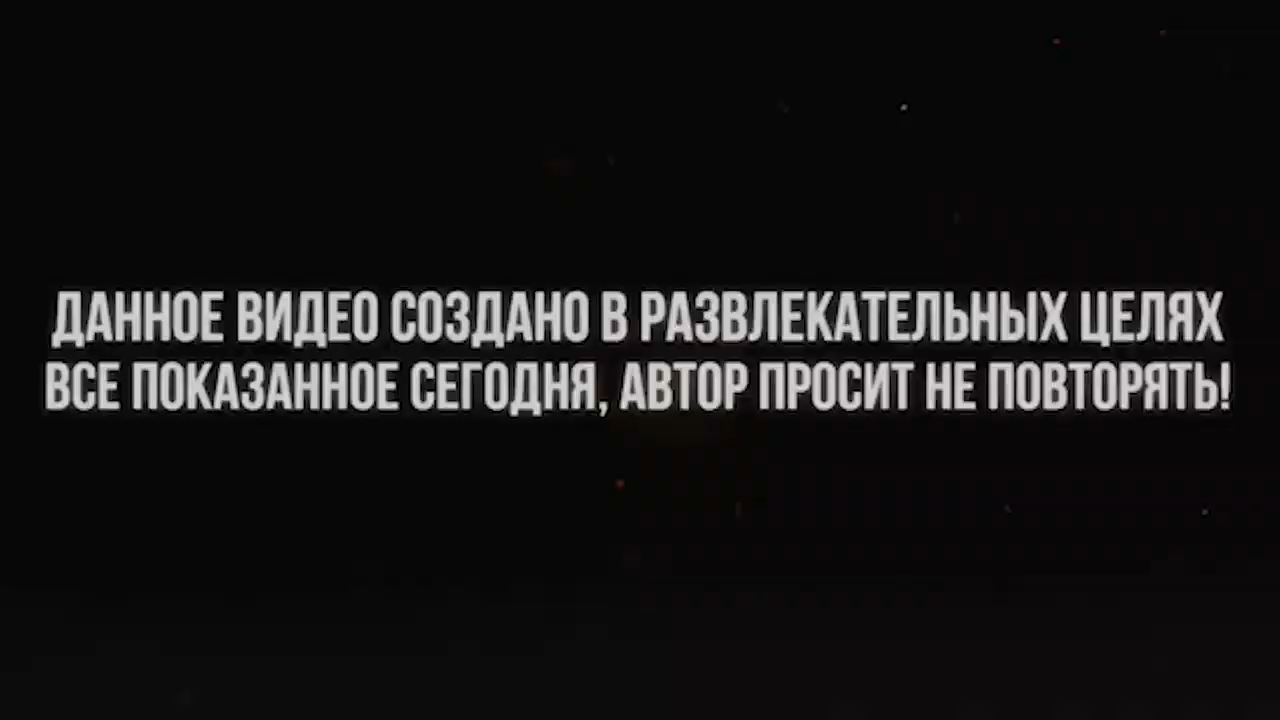 ДАННОЕ ВИДЕО СОЗДАНО В РАЗВЛЕКАТЕЛЬНЫХ ЦЕЛЯХ
ВСЕ ПОКАЗАННОЕ СЕГОДНЯ, АВТОР ПРОСИТ НЕ ПОВТОРЯТЬ!